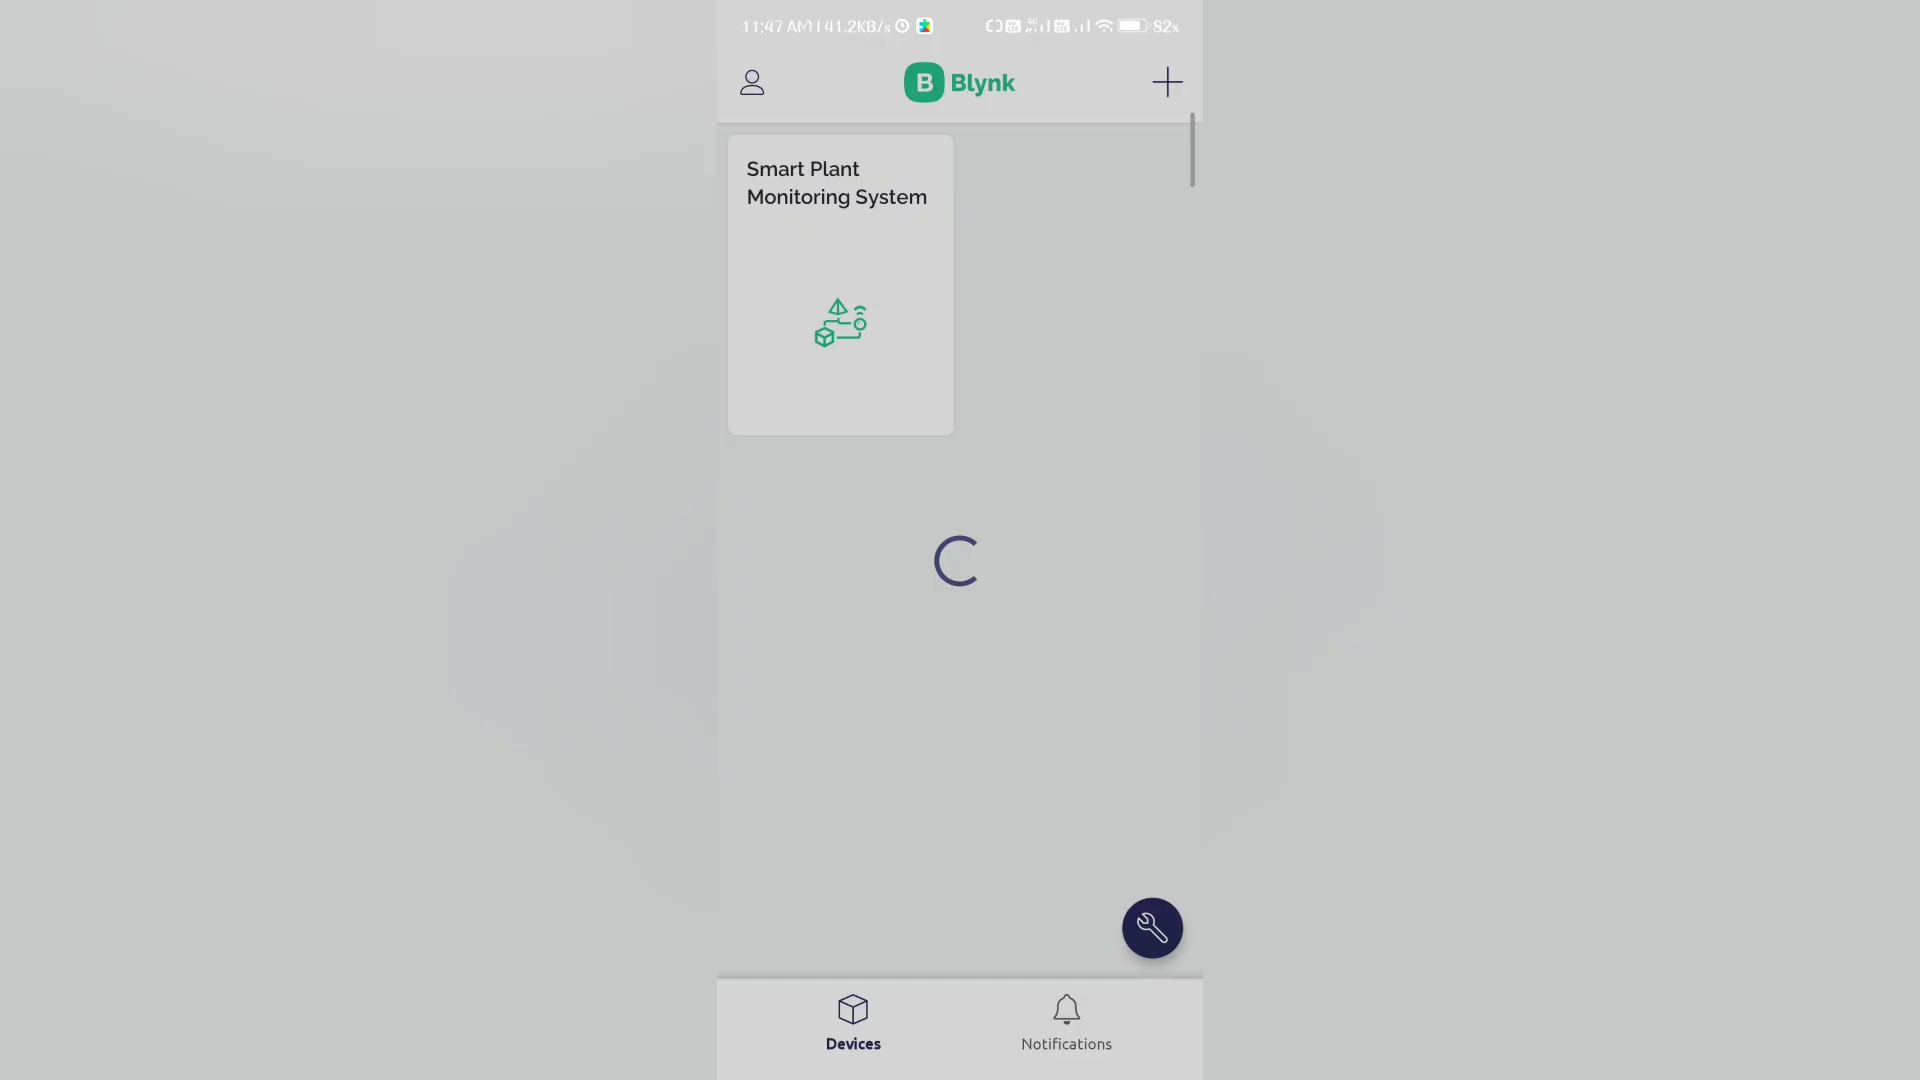 11:47 AM | 41.2KB/s 82%
B Blynk
Smart Plant
Monitoring System
Devices
Notifications